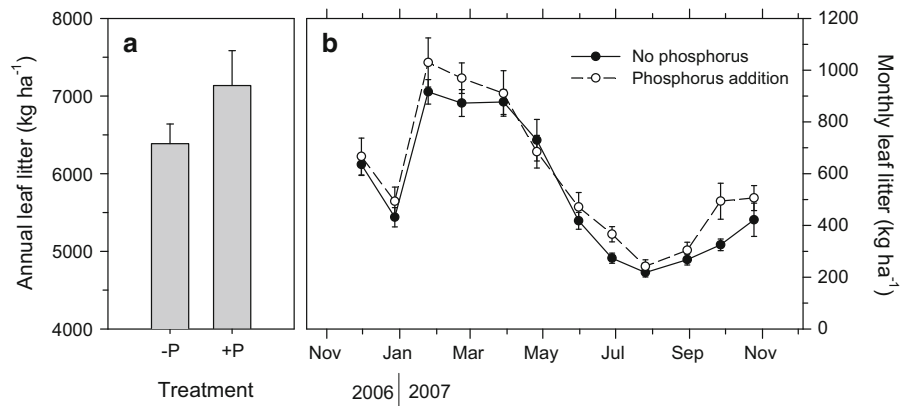 a
Annual leaf litter (kg ha⁻¹)
8000
7000
6000
5000
4000
-P +P
Treatment
b
No phosphorus
Phosphorus addition
Monthly leaf litter (kg ha⁻¹)
1200
1000
800
600
400
200
0
Nov Jan Mar May Jul Sep Nov
2006 2007